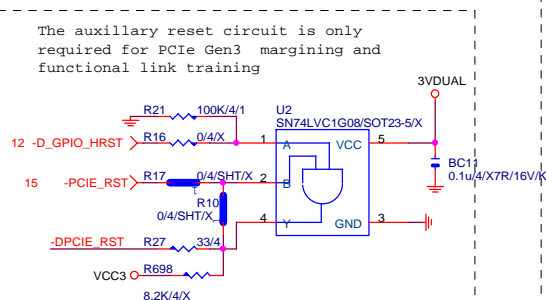 The auxillary reset circuit is only
required for PCIe Gen3 margining and
functional link training
3VDUAL
R21 100K/4/1
U2
SN74LVC1G08/SOT23-5/X
12 -D_GPIO_HRST R16 0/4/X 1 A VCC 5
BC11
0.1u/4/X7R/16V/K
15 -PCIE_RST R17 0/4/SHT/X 2 B
R10
0/4/SHT/X
4 Y GND 3
-DPCIE_RST R27 33/4
VCC3 R698
8.2K/4/X